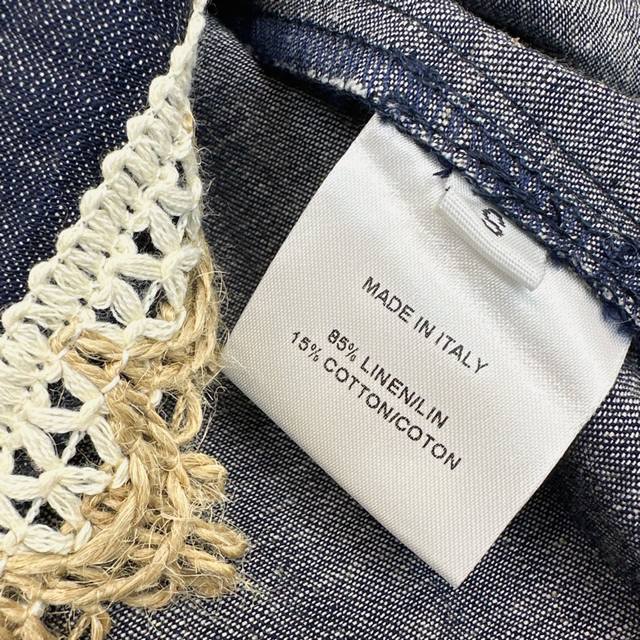 S
MADE IN ITALY
85% LINEN/LIN
15% COTTON/COTON